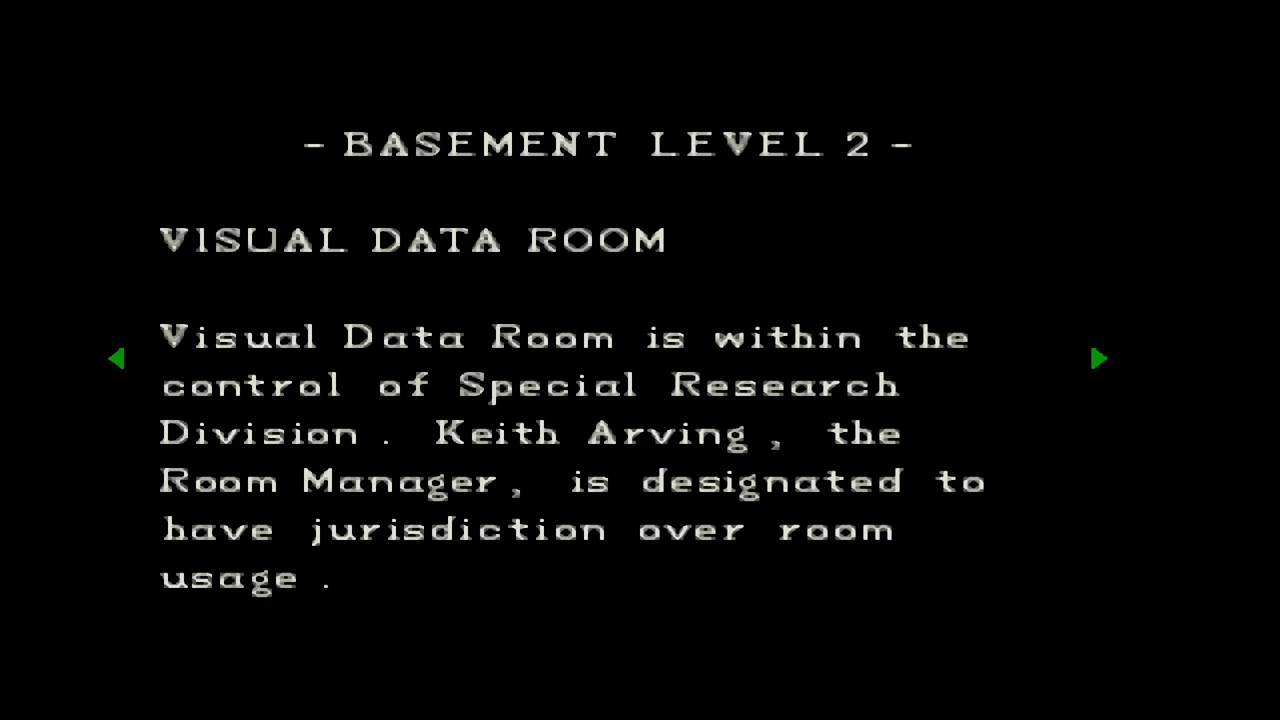 - BASEMENT LEVEL 2 -
VISUAL DATA ROOM
Visual Data Room is within the
control of Special Research
Division. Keith Arving, the
Room Manager, is designated to
have jurisdiction over room
usage.